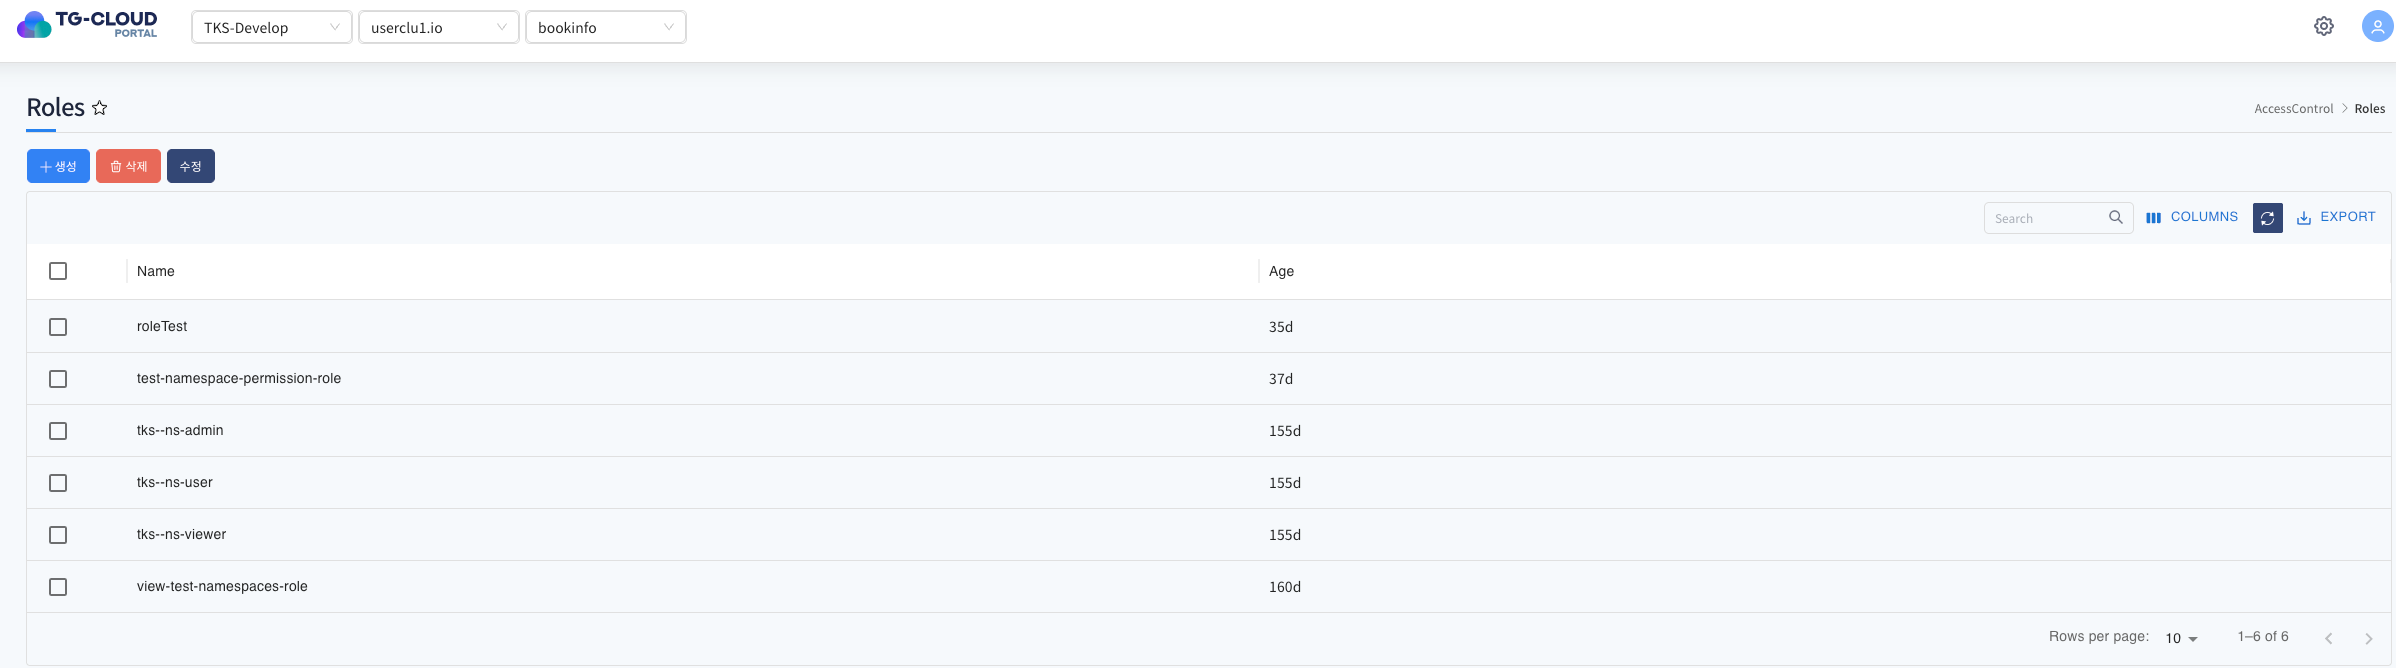 TG-CLOUD
PORTAL
TKS-Develop
userclu1.io
bookinfo
Roles
AccessControl > Roles
생성
삭제
수정
Search
COLUMNS
EXPORT
Name Age
roleTest 35d
test-namespace-permission-role 37d
tks--ns-admin 155d
tks--ns-user 155d
tks--ns-viewer 155d
view-test-namespaces-role 160d
Rows per page: 10 1–6 of 6